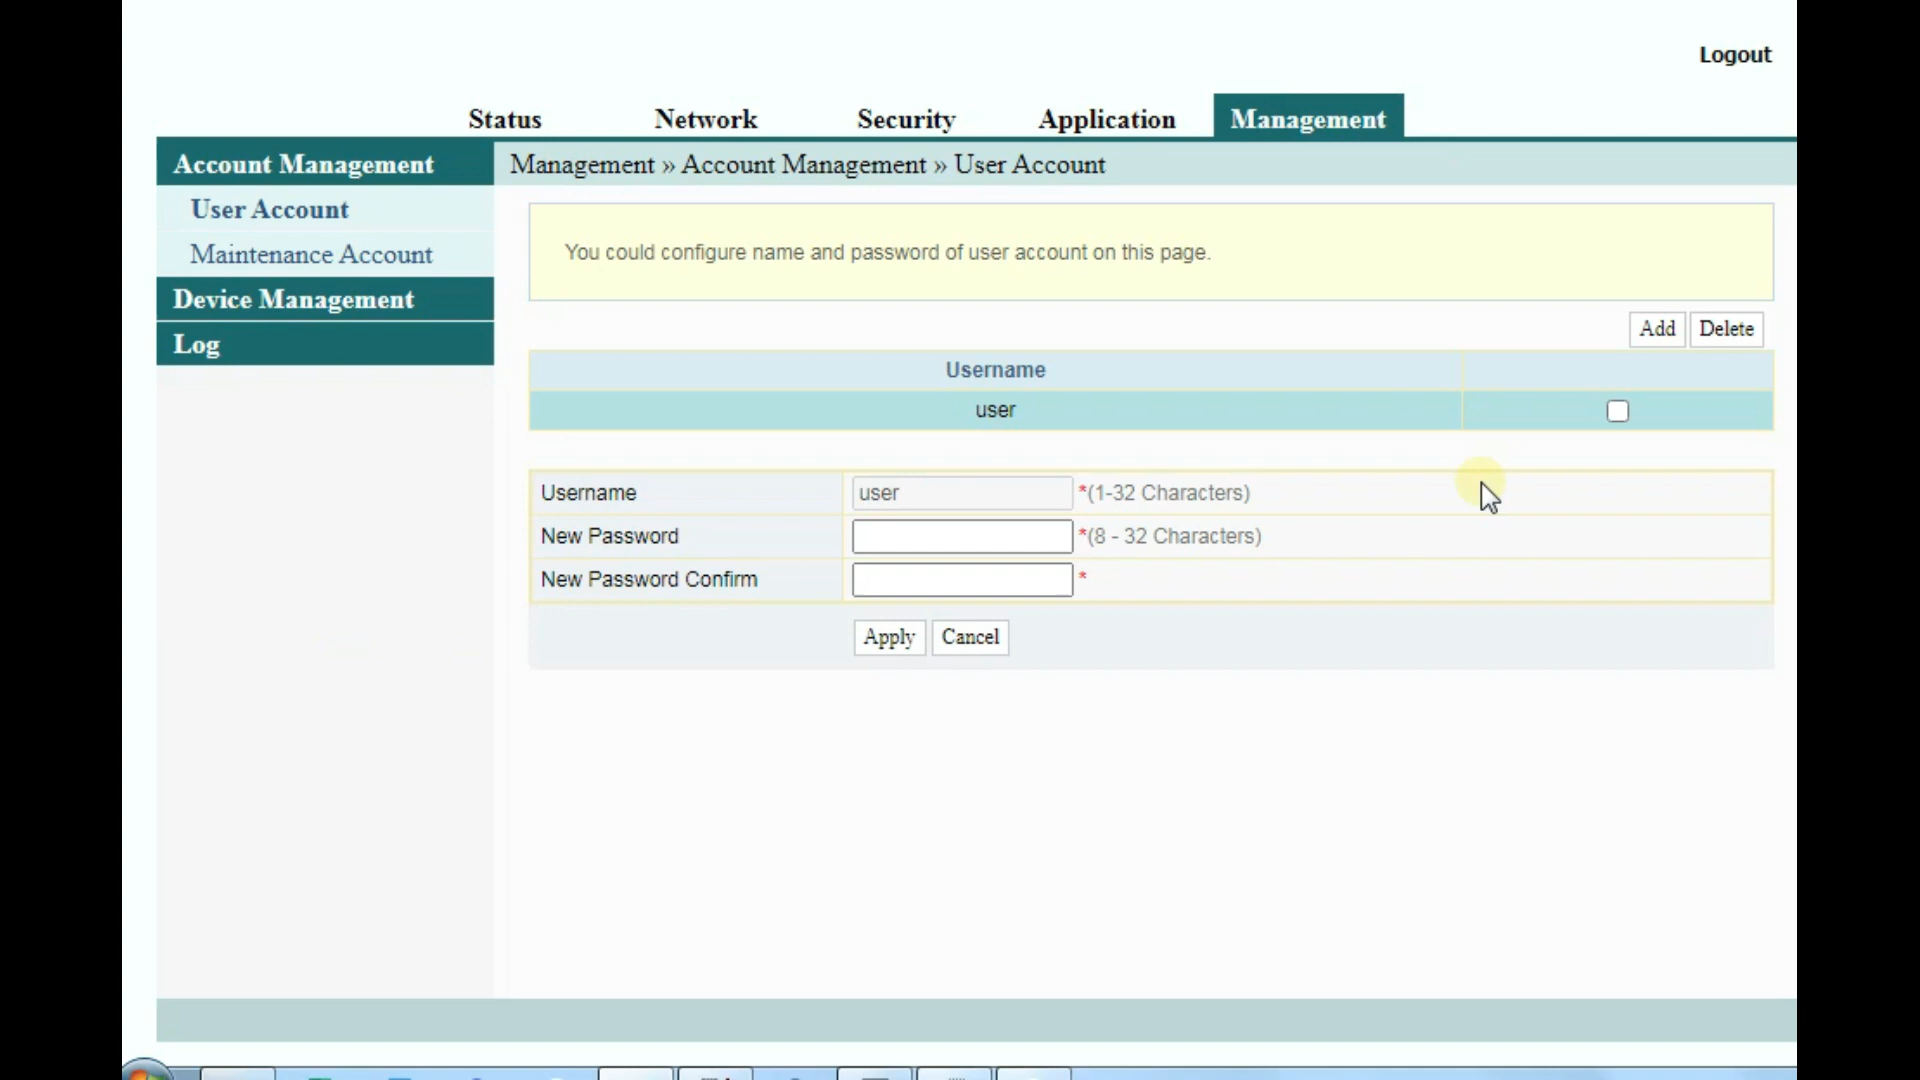 Logout
Status Network Security Application Management
Account Management
Management » Account Management » User Account
User Account
Maintenance Account
Device Management
Log
You could configure name and password of user account on this page.
Add Delete
Username
user
Username user *(1-32 Characters)
New Password *(8 - 32 Characters)
New Password Confirm *
Apply Cancel